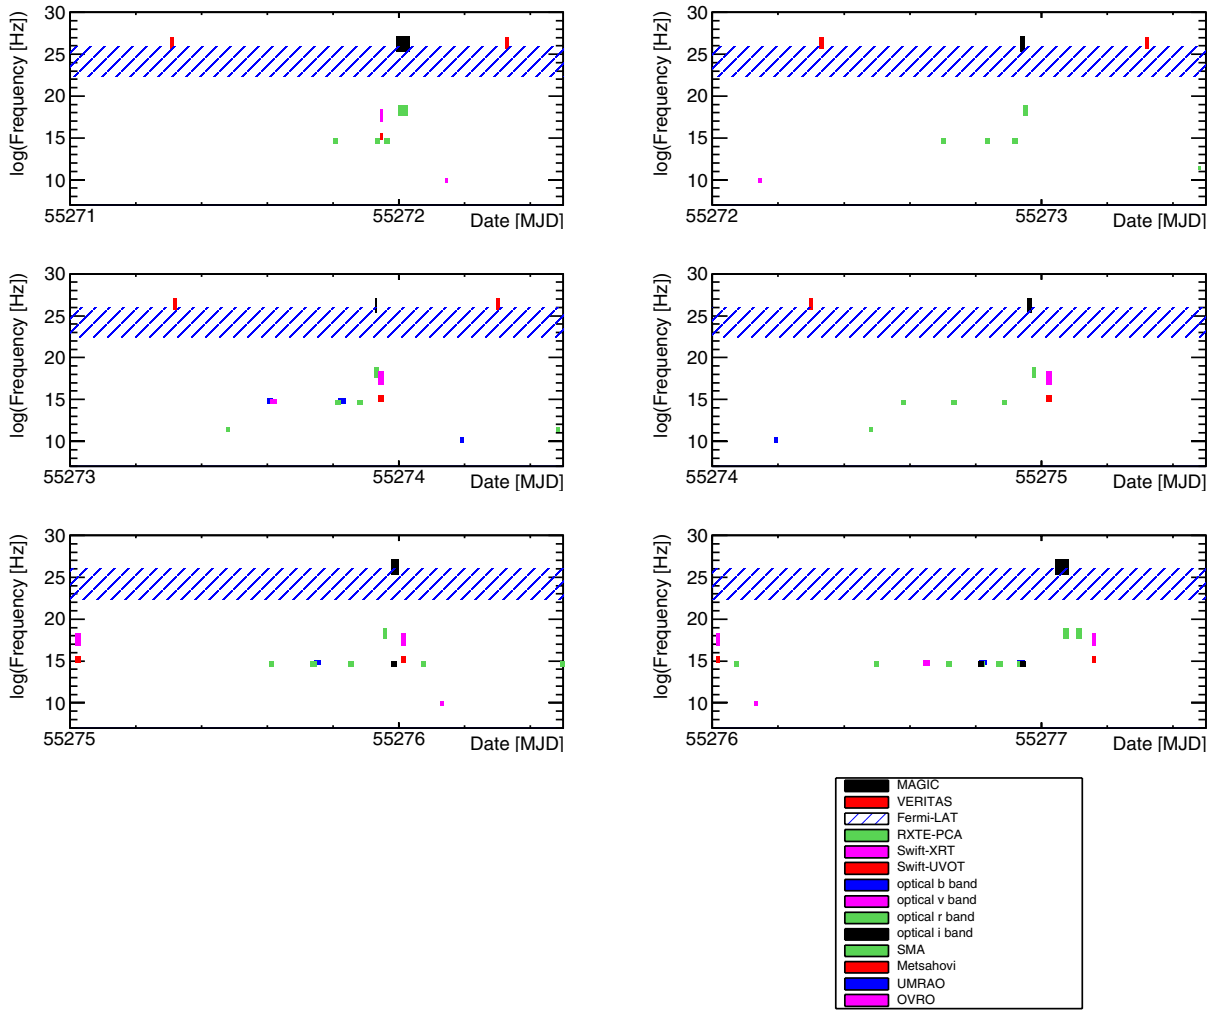 log(Frequency [Hz])
30
25
20
15
10
55271
55272
Date [MJD]
log(Frequency [Hz])
30
25
20
15
10
55272
55273
Date [MJD]
log(Frequency [Hz])
30
25
20
15
10
55273
55274
Date [MJD]
log(Frequency [Hz])
30
25
20
15
10
55274
55275
Date [MJD]
log(Frequency [Hz])
30
25
20
15
10
55275
55276
Date [MJD]
log(Frequency [Hz])
30
25
20
15
10
55276
55277
Date [MJD]
MAGIC
VERITAS
Fermi-LAT
RXTE-PCA
Swift-XRT
Swift-UVOT
optical b band
optical v band
optical r band
optical i band
SMA
Metsahovi
UMRAO
OVRO